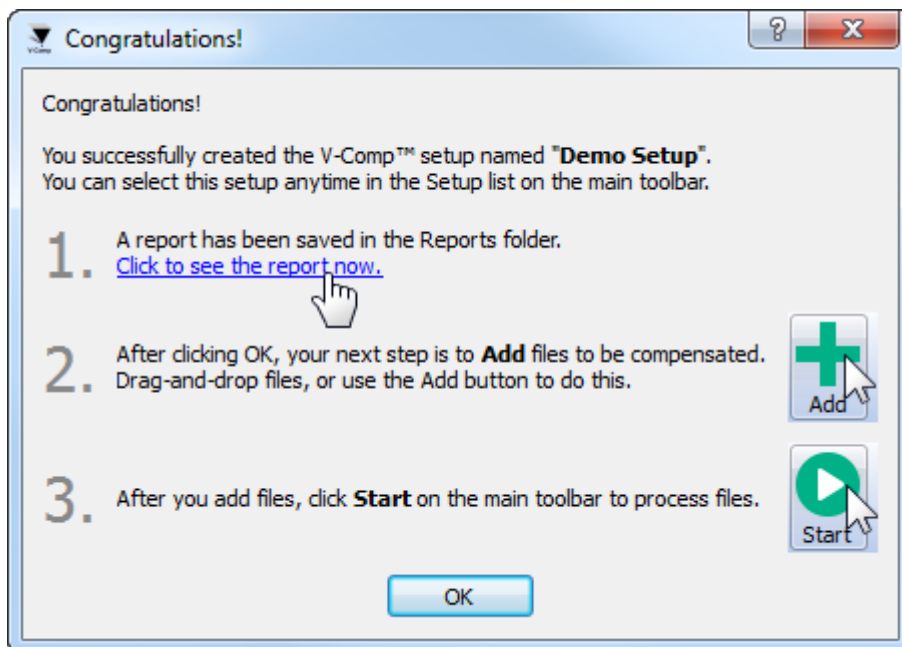 V-Comp
Congratulations!
Congratulations!
You successfully created the V-Comp™ setup named "Demo Setup".
You can select this setup anytime in the Setup list on the main toolbar.
1. A report has been saved in the Reports folder.
Click to see the report now.
2. After clicking OK, your next step is to Add files to be compensated.
Drag-and-drop files, or use the Add button to do this.
Add
3. After you add files, click Start on the main toolbar to process files.
Start
OK